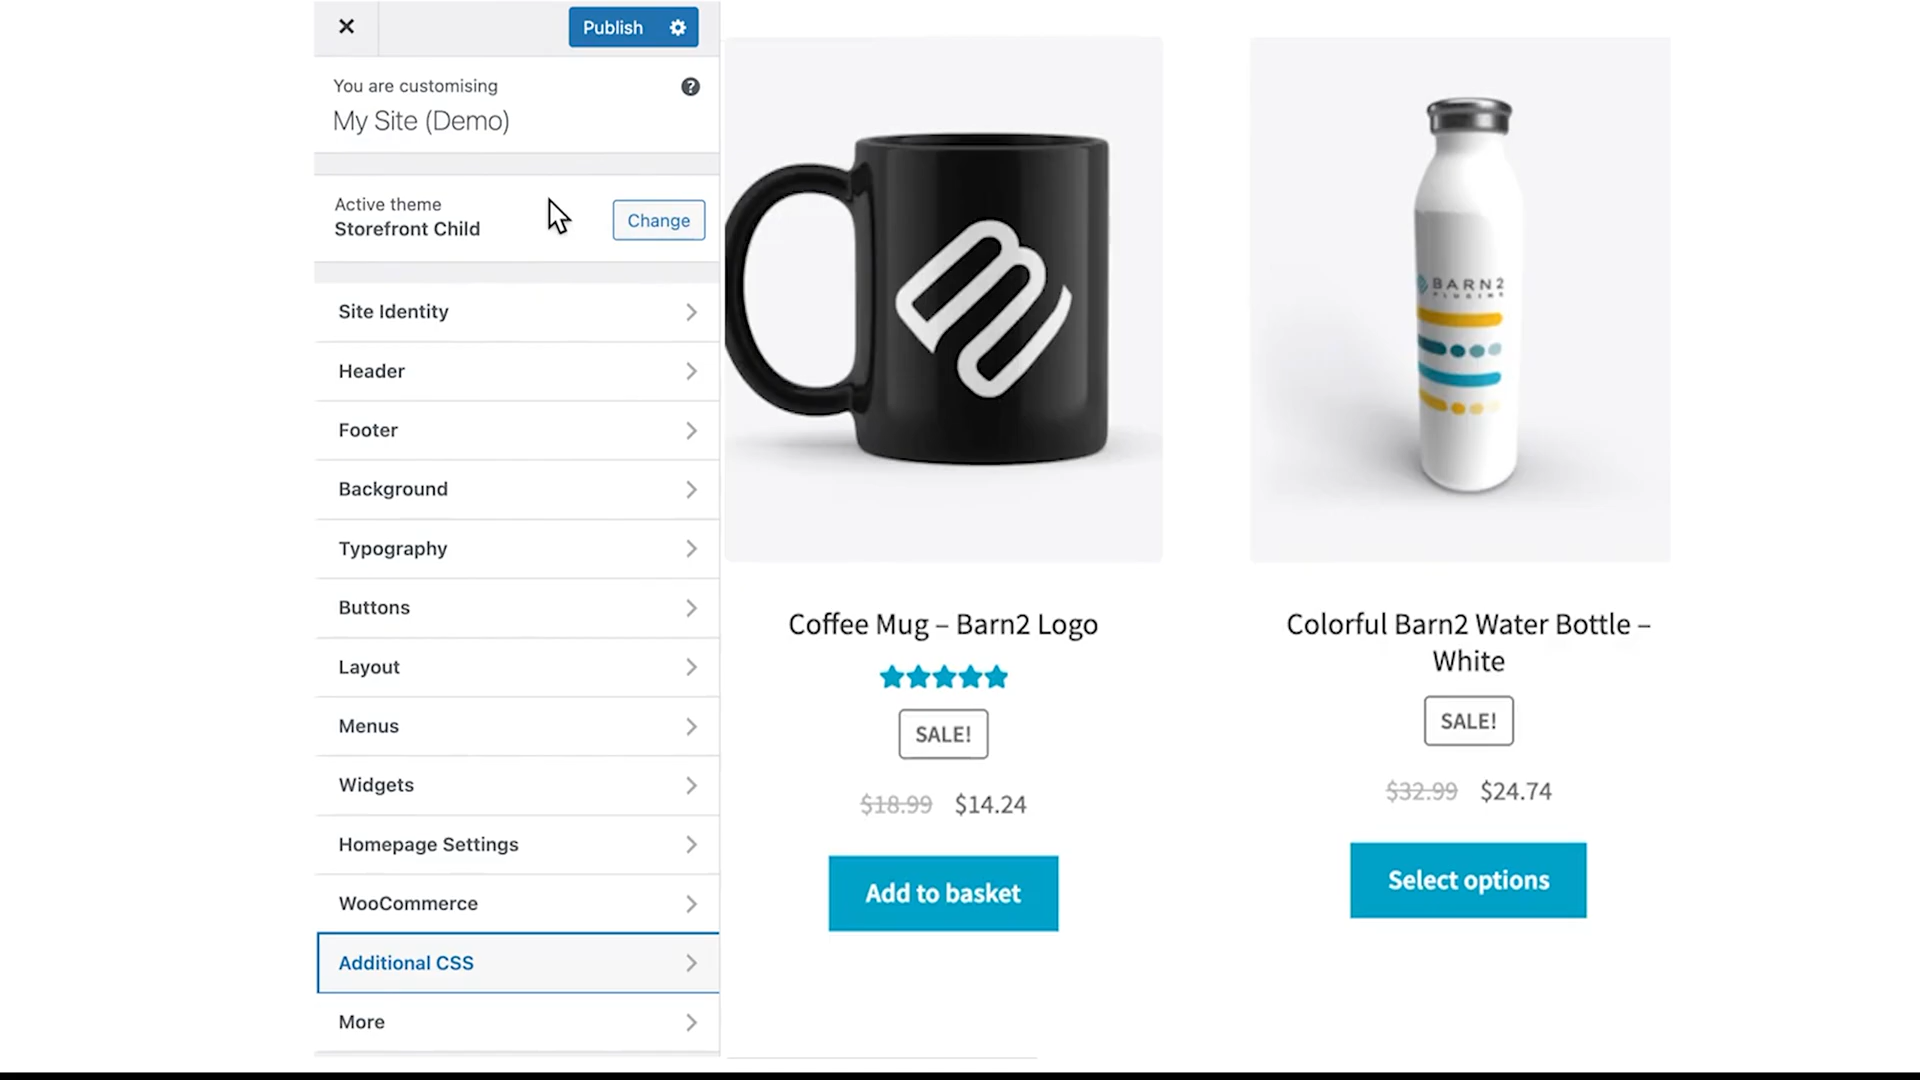 Publish
You are customising
My Site (Demo)
Active theme
Storefront Child
Change
Site Identity
Header
Footer
Background
Typography
Buttons
Layout
Menus
Widgets
Homepage Settings
WooCommerce
Additional CSS
More
Coffee Mug – Barn2 Logo
SALE!
$18.99 $14.24
Add to basket
BARN2
PLUGINS
Colorful Barn2 Water Bottle –
White
SALE!
$32.99 $24.74
Select options